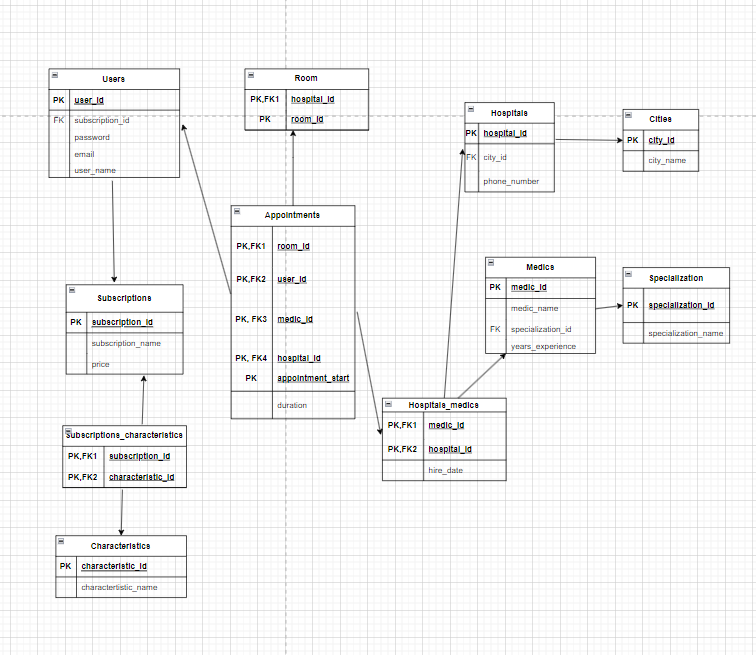 Users
PK user_id
FK subscription_id
password
email
user_name
Room
PK,FK1 hospital_id
PK room_id
Hospitals
PK hospital_id
FK city_id
phone_number
Cities
PK city_id
city_name
Appointments
PK,FK1 room_id
PK,FK2 user_id
PK, FK3 medic_id
PK, FK4 hospital_id
PK appointment_start
duration
Medics
PK medic_id
medic_name
FK specialization_id
years_experience
Specialization
PK specialization_id
specialization_name
Subscriptions
PK subscription_id
subscription_name
price
Hospitals_medics
PK,FK1 medic_id
PK,FK2 hospital_id
hire_date
Subscriptions_characteristics
PK,FK1 subscription_id
PK,FK2 characteristic_id
Characteristics
PK characteristic_id
charactertistic_name